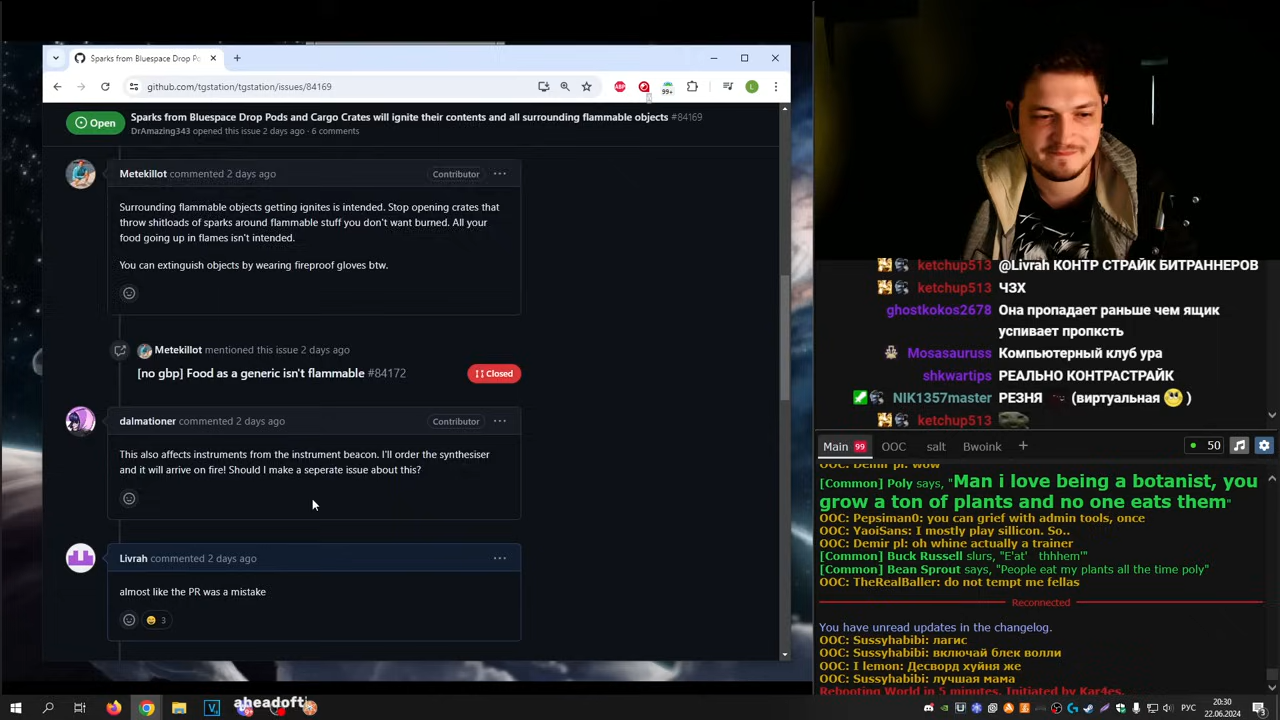 Sparks from Bluespace Drop Po
github.com/tgstation/tgstation/issues/84169
ABP
99+
L
Open
Sparks from Bluespace Drop Pods and Cargo Crates will ignite their contents and all surrounding flammable objects #84169
DrAmazing343 opened this issue 2 days ago · 6 comments
Metekillot commented 2 days ago
Contributor
Surrounding flammable objects getting ignites is intended. Stop opening crates that
throw shitloads of sparks around flammable stuff you don't want burned. All your
food going up in flames isn't intended.
You can extinguish objects by wearing fireproof gloves btw.
Metekillot mentioned this issue 2 days ago
[no gbp] Food as a generic isn't flammable #84172
Closed
dalmationer commented 2 days ago
Contributor
This also affects instruments from the instrument beacon. I'll order the synthesiser
and it will arrive on fire! Should I make a seperate issue about this?
Livrah commented 2 days ago
almost like the PR was a mistake
3
ketchup513 @Livrah КОНТР СТРАЙК БИТРАННЕРОВ
ketchup513 ЧЗХ
ghostkokos2678 Она пропадает раньше чем ящик
успивает пропксть
Mosasaruss Компьютерный клуб ура
shkwartips РЕАЛЬНО КОНТРАСТРАЙК
NIK1357master РЕЗНЯ (виртуальная )
ketchup513
Main 99 OOC salt Bwoink +
50
OOC: Demir pl: wow
[Common] Poly says, "Man i love being a botanist, you
grow a ton of plants and no one eats them"
OOC: Pepsiman0: you can grief with admin tools, once
OOC: YaoiSans: I mostly play sillicon. So..
OOC: Demir pl: oh whine actually a trainer
[Common] Buck Russell slurs, "E'at' thhhem'"
[Common] Bean Sprout says, "People eat my plants all the time poly"
OOC: TheRealBaller: do not tempt me fellas
Reconnected
You have unread updates in the changelog.
OOC: Sussyhabibi: лагис
OOC: Sussyhabibi: включай блек волли
OOC: I lemon: Десворд хуйня же
OOC: Sussyhabibi: лучшая мама
Rebooting World in 5 minutes. Initiated by Kar4es.
aheadofti
РУС
20:30
22.06.2024